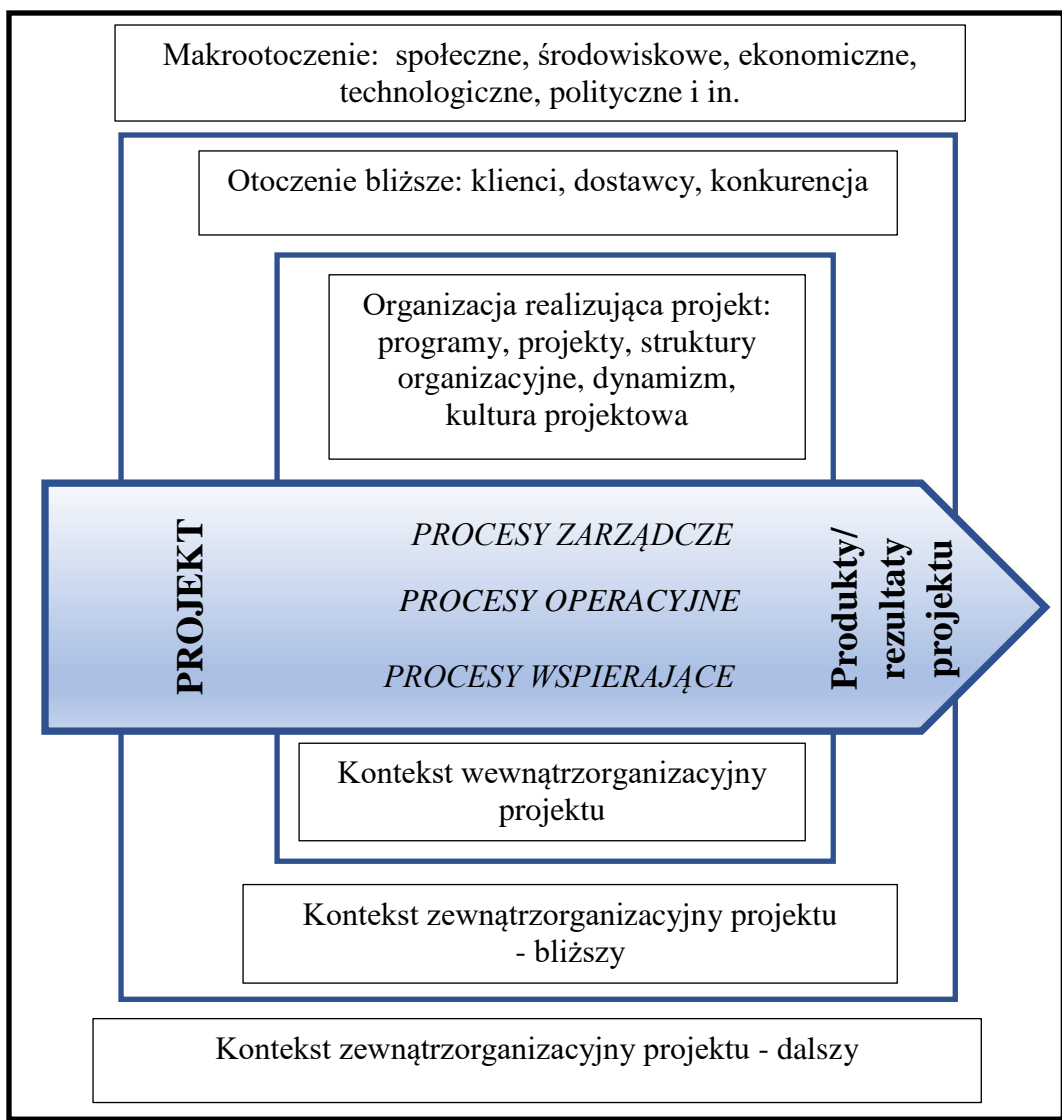 Makrootoczenie: społeczne, środowiskowe, ekonomiczne,
technologiczne, polityczne i in.
Otoczenie bliższe: klienci, dostawcy, konkurencja
Organizacja realizująca projekt:
programy, projekty, struktury
organizacyjne, dynamizm,
kultura projektowa
PROJEKT
PROCESY ZARZĄDCZE
PROCESY OPERACYJNE
PROCESY WSPIERAJĄCE
Produkty/
rezultaty
projektu
Kontekst wewnątrzorganizacyjny
projektu
Kontekst zewnątrzorganizacyjny projektu
- bliższy
Kontekst zewnątrzorganizacyjny projektu - dalszy